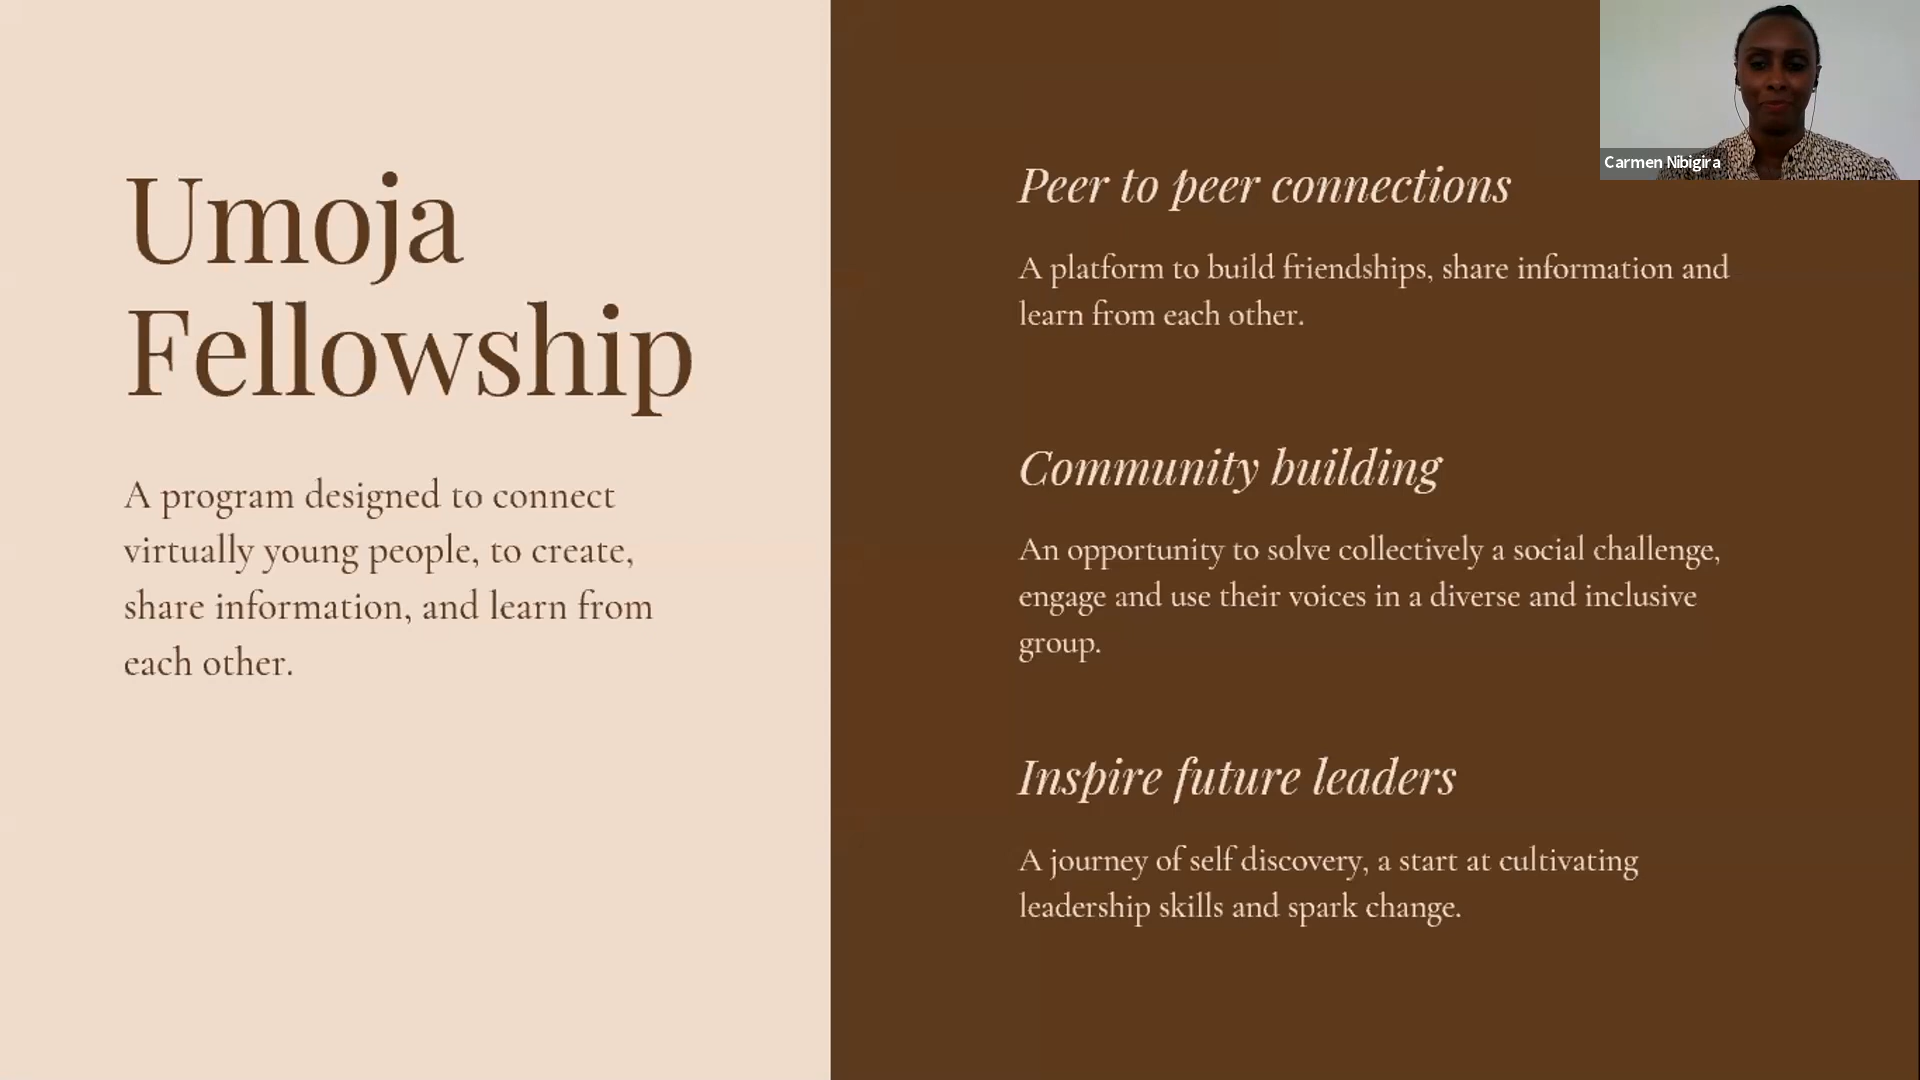 Umoja
Fellowship
A program designed to connect
virtually young people, to create,
share information, and learn from
each other.
Peer to peer connections
A platform to build friendships, share information and
learn from each other.
Community building
An opportunity to solve collectively a social challenge,
engage and use their voices in a diverse and inclusive
group.
Inspire future leaders
A journey of self discovery, a start at cultivating
leadership skills and spark change.
Carmen Nibigira